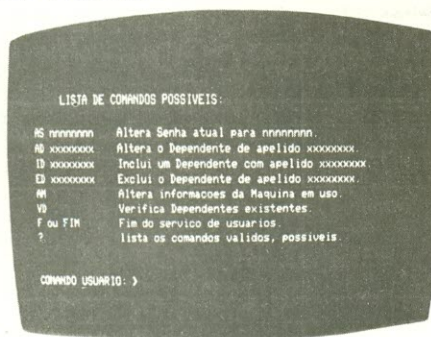 LISTA DE COMANDOS POSSIVEIS:
AS nnnnnnnn Altera Senha atual para nnnnnnnn.
AD xxxxxxxx Altera o Dependente de apelido xxxxxxxx.
ID xxxxxxxx Inclui um Dependente com apelido xxxxxxxx.
ED xxxxxxxx Exclui o Dependente de apelido xxxxxxxx.
AM Altera informacoes da Maquina em uso.
VD Verifica Dependentes existentes.
F ou FIM Fim do servico de usuarios.
? lista os comandos validos, possiveis.
COMANDO USUARIO: >